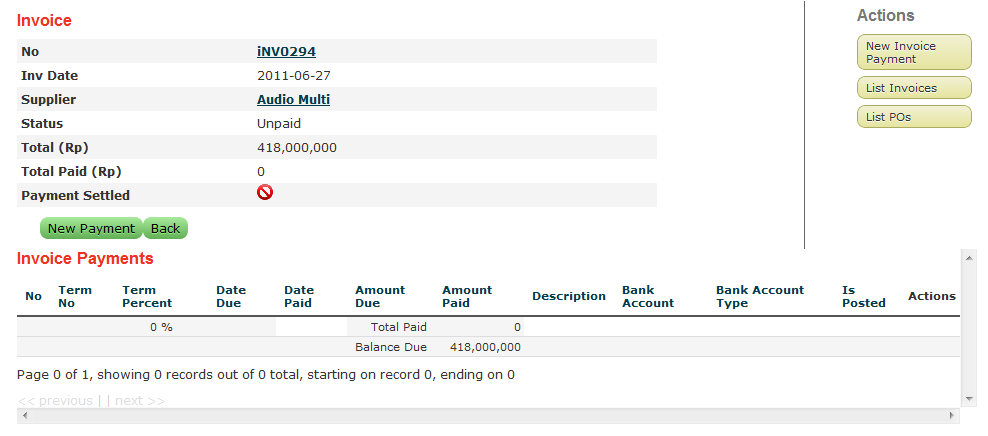 Invoice
No iNV0294
Inv Date 2011-06-27
Supplier Audio Multi
Status Unpaid
Total (Rp) 418,000,000
Total Paid (Rp) 0
Payment Settled
New Payment Back
Actions
New Invoice
Payment
List Invoices
List POs
Invoice Payments
No Term No Term Percent Date Due Date Paid Amount Due Amount Paid Description Bank Account Bank Account Type Is Posted Actions
0 % Total Paid 0
Balance Due 418,000,000
Page 0 of 1, showing 0 records out of 0 total, starting on record 0, ending on 0
<< previous | | next >>